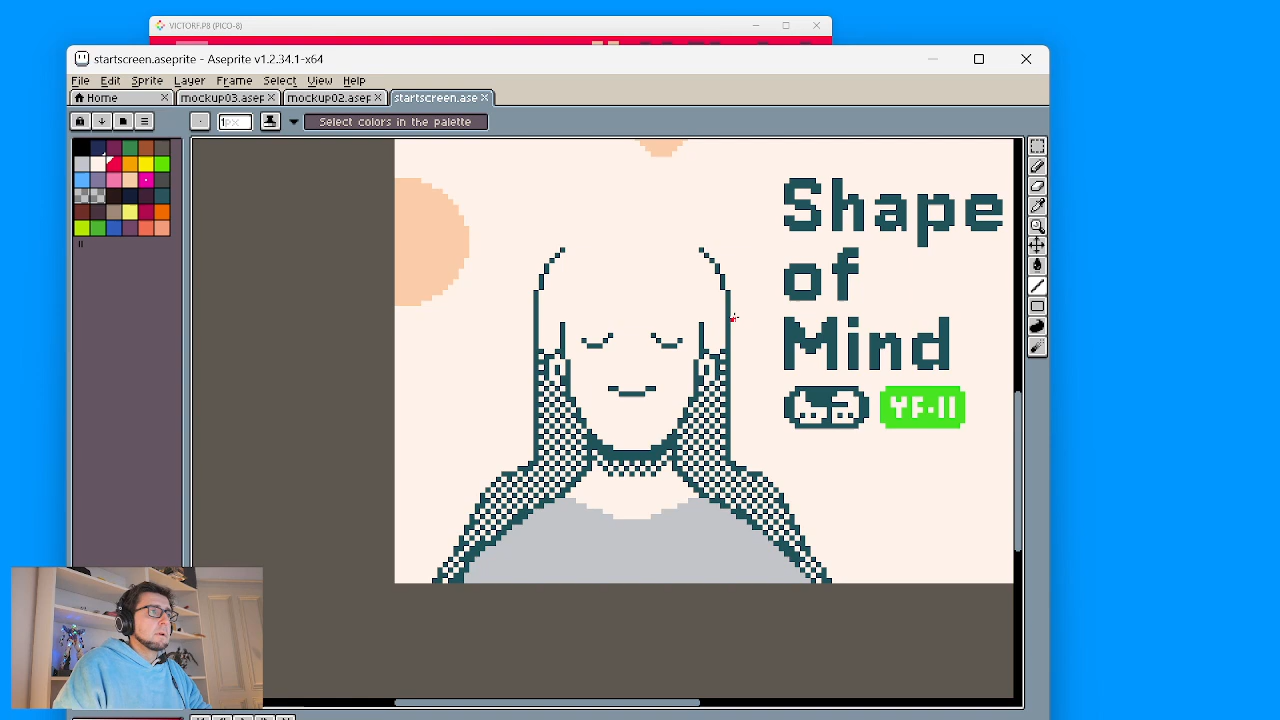 VICTORF.P8 (PICO-8)
startscreen.aseprite - Aseprite v1.2.34.1-x64
File Edit Sprite Layer Frame Select View Help
Home mockup03.asep mockup02.asep startscreen.ase
1px Select colors in the palette
Shape
of
Mind
YF-II